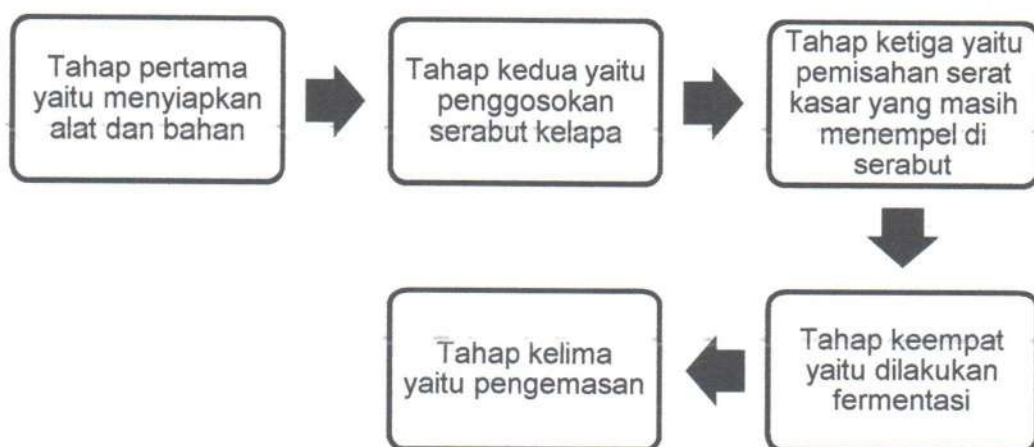 Tahap pertama
yaitu menyiapkan
alat dan bahan
Tahap kedua yaitu
penggosokan
serabut kelapa
Tahap ketiga yaitu
pemisahan serat
kasar yang masih
menempel di
serabut
Tahap keempat
yaitu dilakukan
fermentasi
Tahap kelima
yaitu pengemasan